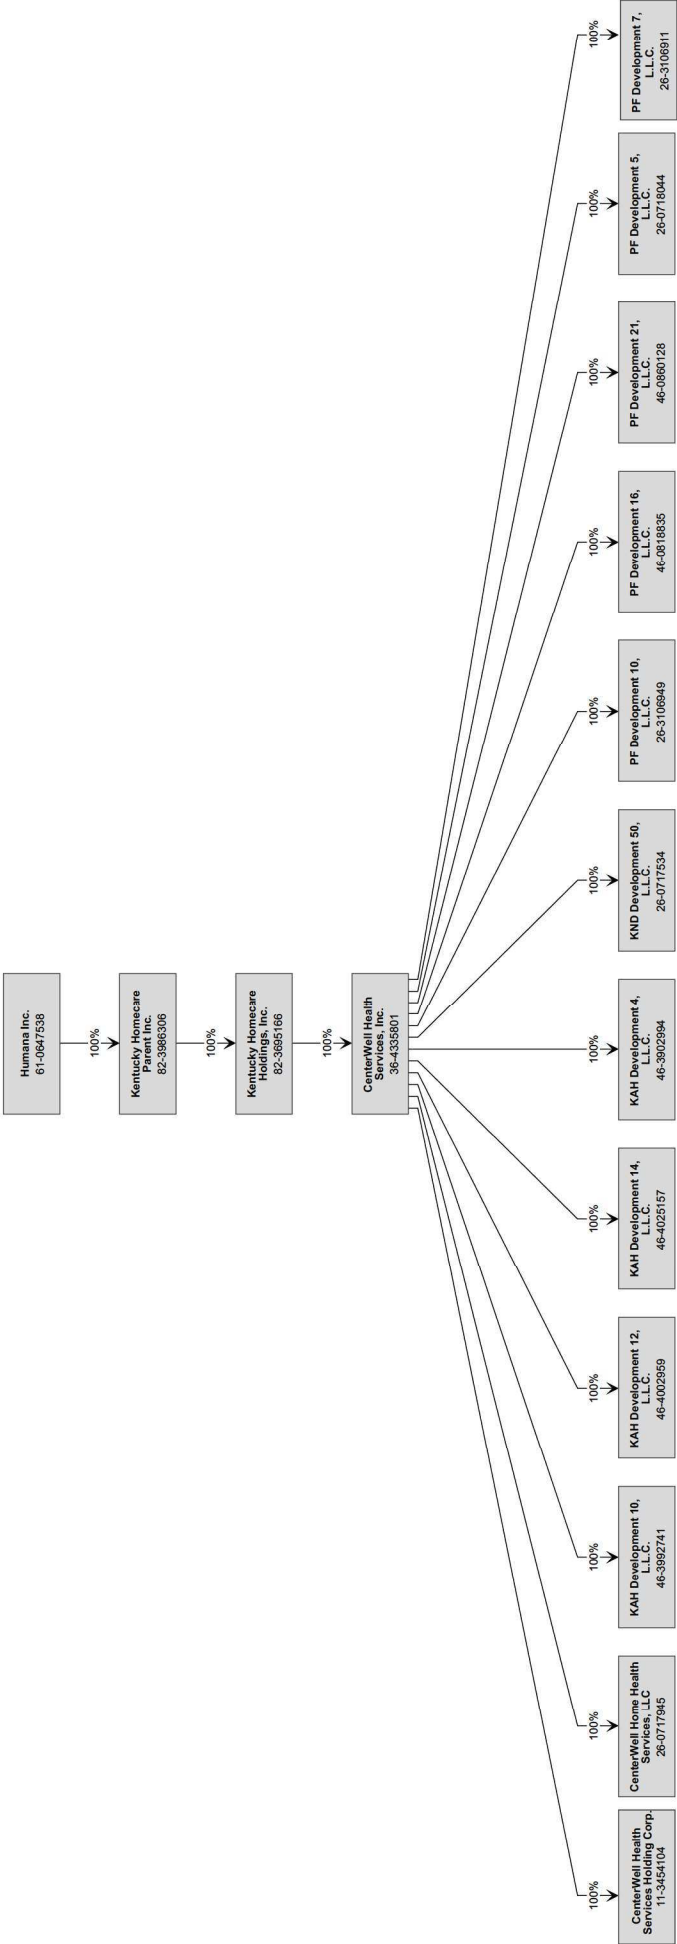 Humana Inc.
61-0647538
100%
Kentucky Homecare
Parent Inc.
82-3986306
100%
Kentucky Homecare
Holdings, Inc.
82-3695166
100%
CenterWell Health
Services, Inc.
36-4335801
100%
CenterWell Health
Services Holding Corp.
11-3454104
100%
CenterWell Home Health
Services, LLC
26-0717945
100%
KAH Development 10,
L.L.C.
46-3992741
100%
KAH Development 12,
L.L.C.
46-4002959
100%
KAH Development 14,
L.L.C.
46-4025157
100%
KAH Development 4,
L.L.C.
46-3902994
100%
KND Development 50,
L.L.C.
26-0717534
100%
PF Development 10,
L.L.C.
26-3106949
100%
PF Development 16,
L.L.C.
46-0818835
100%
PF Development 21,
L.L.C.
46-0860128
100%
PF Development 5,
L.L.C.
26-0718044
100%
PF Development 7,
L.L.C.
26-3106911